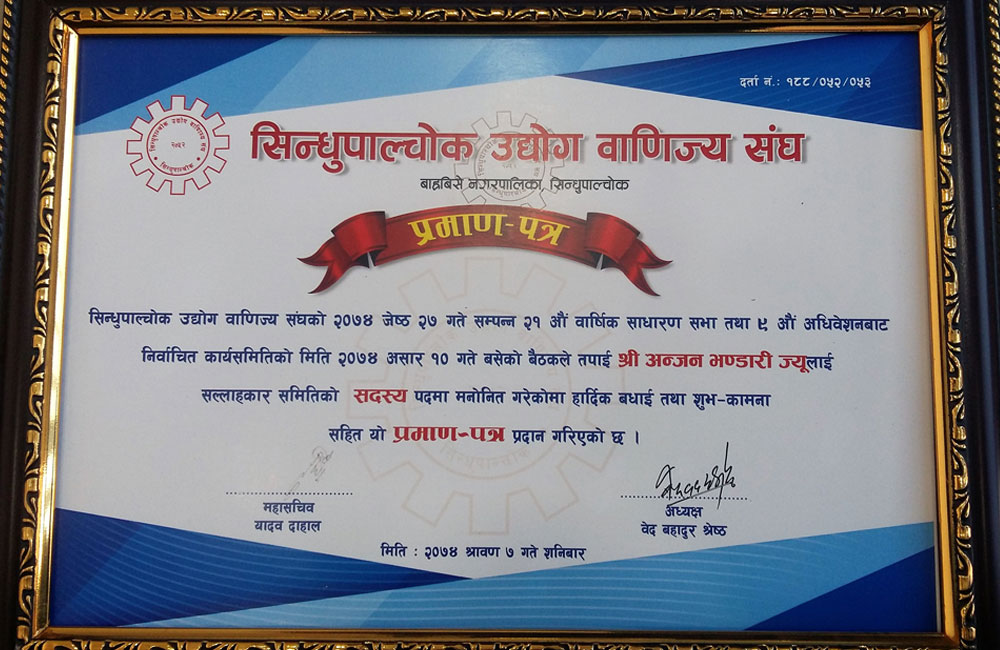 दर्ता नं.: १८८/०५२/०५३
सिन्धुपाल्चोक उद्योग वाणिज्य संघ
२०५२
सिन्धुपाल्चोक उद्योग वाणिज्य संघ
बाह्रबिसे नगरपालिका, सिन्धुपाल्चोक
प्रमाण-पत्र
सिन्धुपाल्चोक उद्योग वाणिज्य संघको २०७४ जेष्ठ २७ गते सम्पन्न २१ औं वार्षिक साधारण सभा तथा ९ औं अधिवेशनबाट
निर्वाचित कार्यसमितिको मिति २०७४ असार १० गते बसेको बैठकले तपाई श्री अन्जन भण्डारी ज्यूलाई
सल्लाहकार समितिको सदस्य पदमा मनोनित गरेकोमा हार्दिक बधाई तथा शुभ-कामना
सहित यो प्रमाण-पत्र प्रदान गरिएको छ ।
महासचिव
यादव दाहाल
अध्यक्ष
वेद बहादुर श्रेष्ठ
मिति : २०७४ श्रावण ७ गते शनिबार